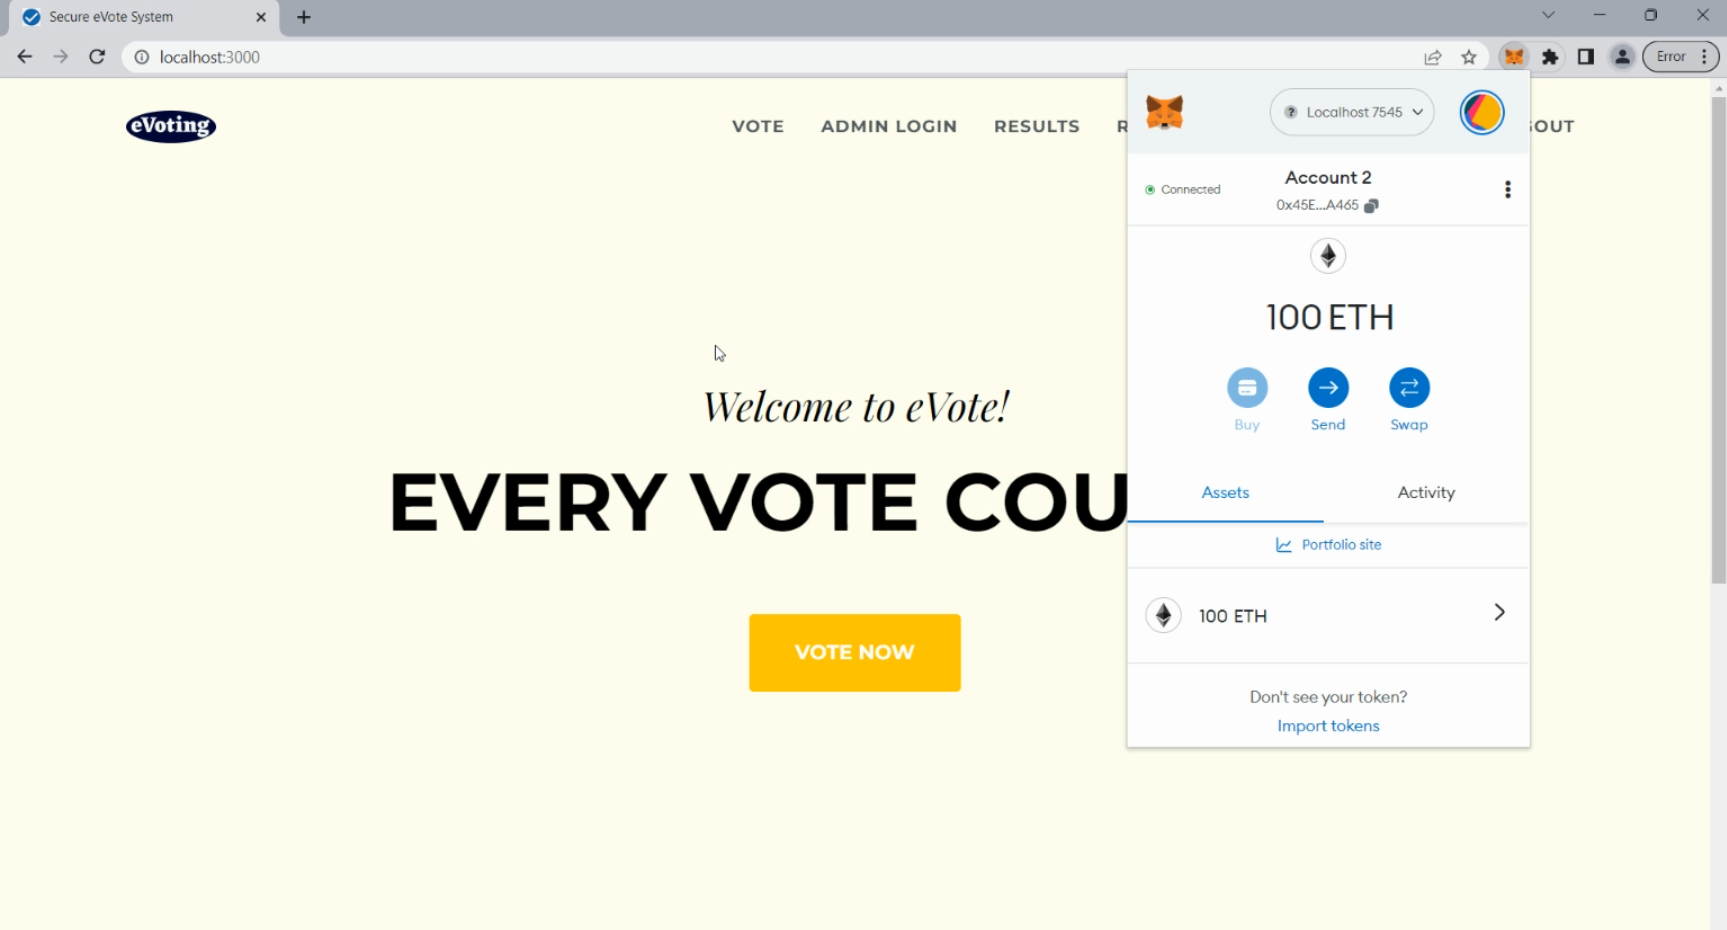 Secure eVote System
localhost:3000
Error
eVoting
VOTE
ADMIN LOGIN
RESULTS
R
OUT
Localhost 7545
Connected
Account 2
0x45E...A465
100 ETH
Buy
Send
Swap
Assets
Activity
Portfolio site
100 ETH
Don't see your token?
Import tokens
Welcome to eVote!
EVERY VOTE COU
VOTE NOW